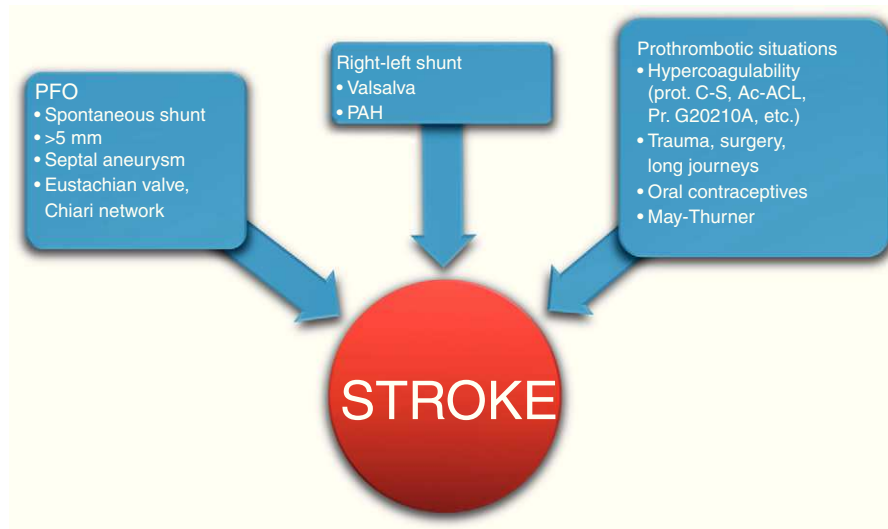 PFO
• Spontaneous shunt
• >5 mm
• Septal aneurysm
• Eustachian valve,
Chiari network
Right-left shunt
• Valsalva
• PAH
Prothrombotic situations
• Hypercoagulability
(prot. C-S, Ac-ACL,
Pr. G20210A, etc.)
• Trauma, surgery,
long journeys
• Oral contraceptives
• May-Thurner
STROKE